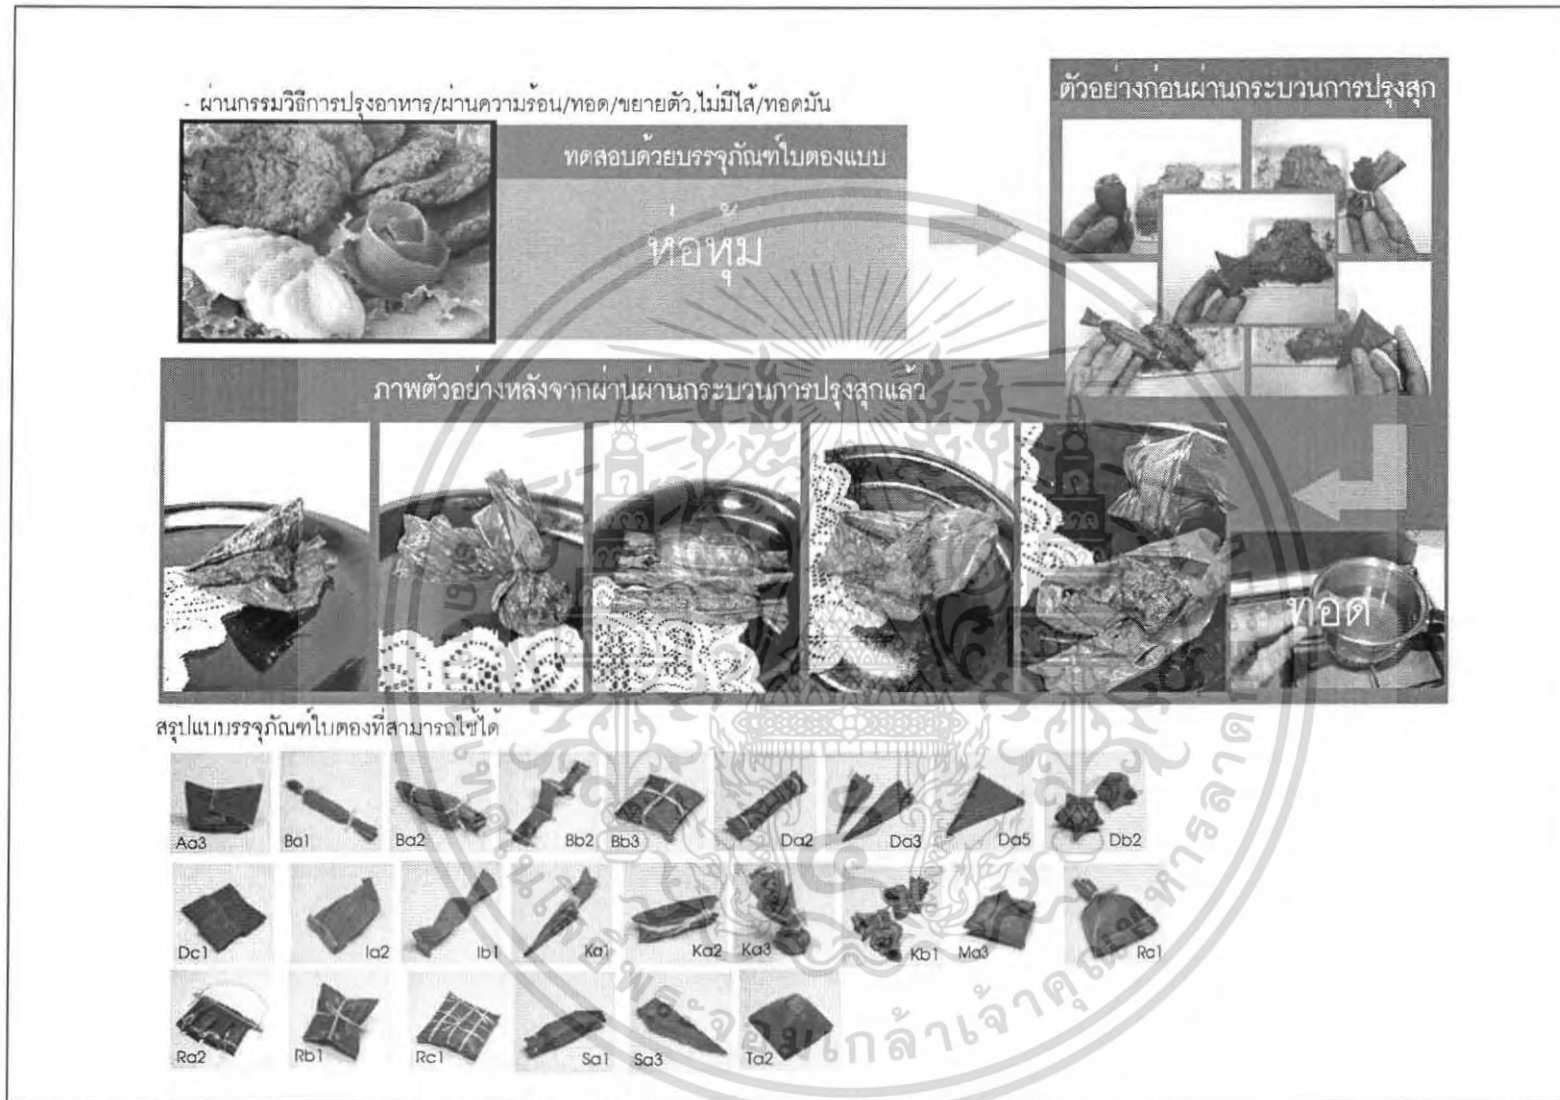 - ผ่านกรรมวิธีการปรุงอาหาร/ผ่านความร้อน/ทอด/ขยายตัว,ไม่มีไส้/ทอดมัน
ทดสอบด้วยบรรจุภัณฑ์ใบตองแบบ
ห่อหุ้ม
ตัวอย่างก่อนผ่านกระบวนการปรุงสุก
ภาพตัวอย่างหลังจากผ่านผ่านกระบวนการปรุงสุกแล้ว
ทอด
สรุปแบบบรรจุภัณฑ์ใบตองที่สามารถใช้ได้
Aa3 Ba1 Ba2 Bb2 Bb3 Da2 Da3 Da5 Db2
Dc1 Ia2 Ib1 Ka1 Ka2 Ka3 Kb1 Ma3 Ra1
Ra2 Rb1 Rc1 Sa1 Sa3 Ta2